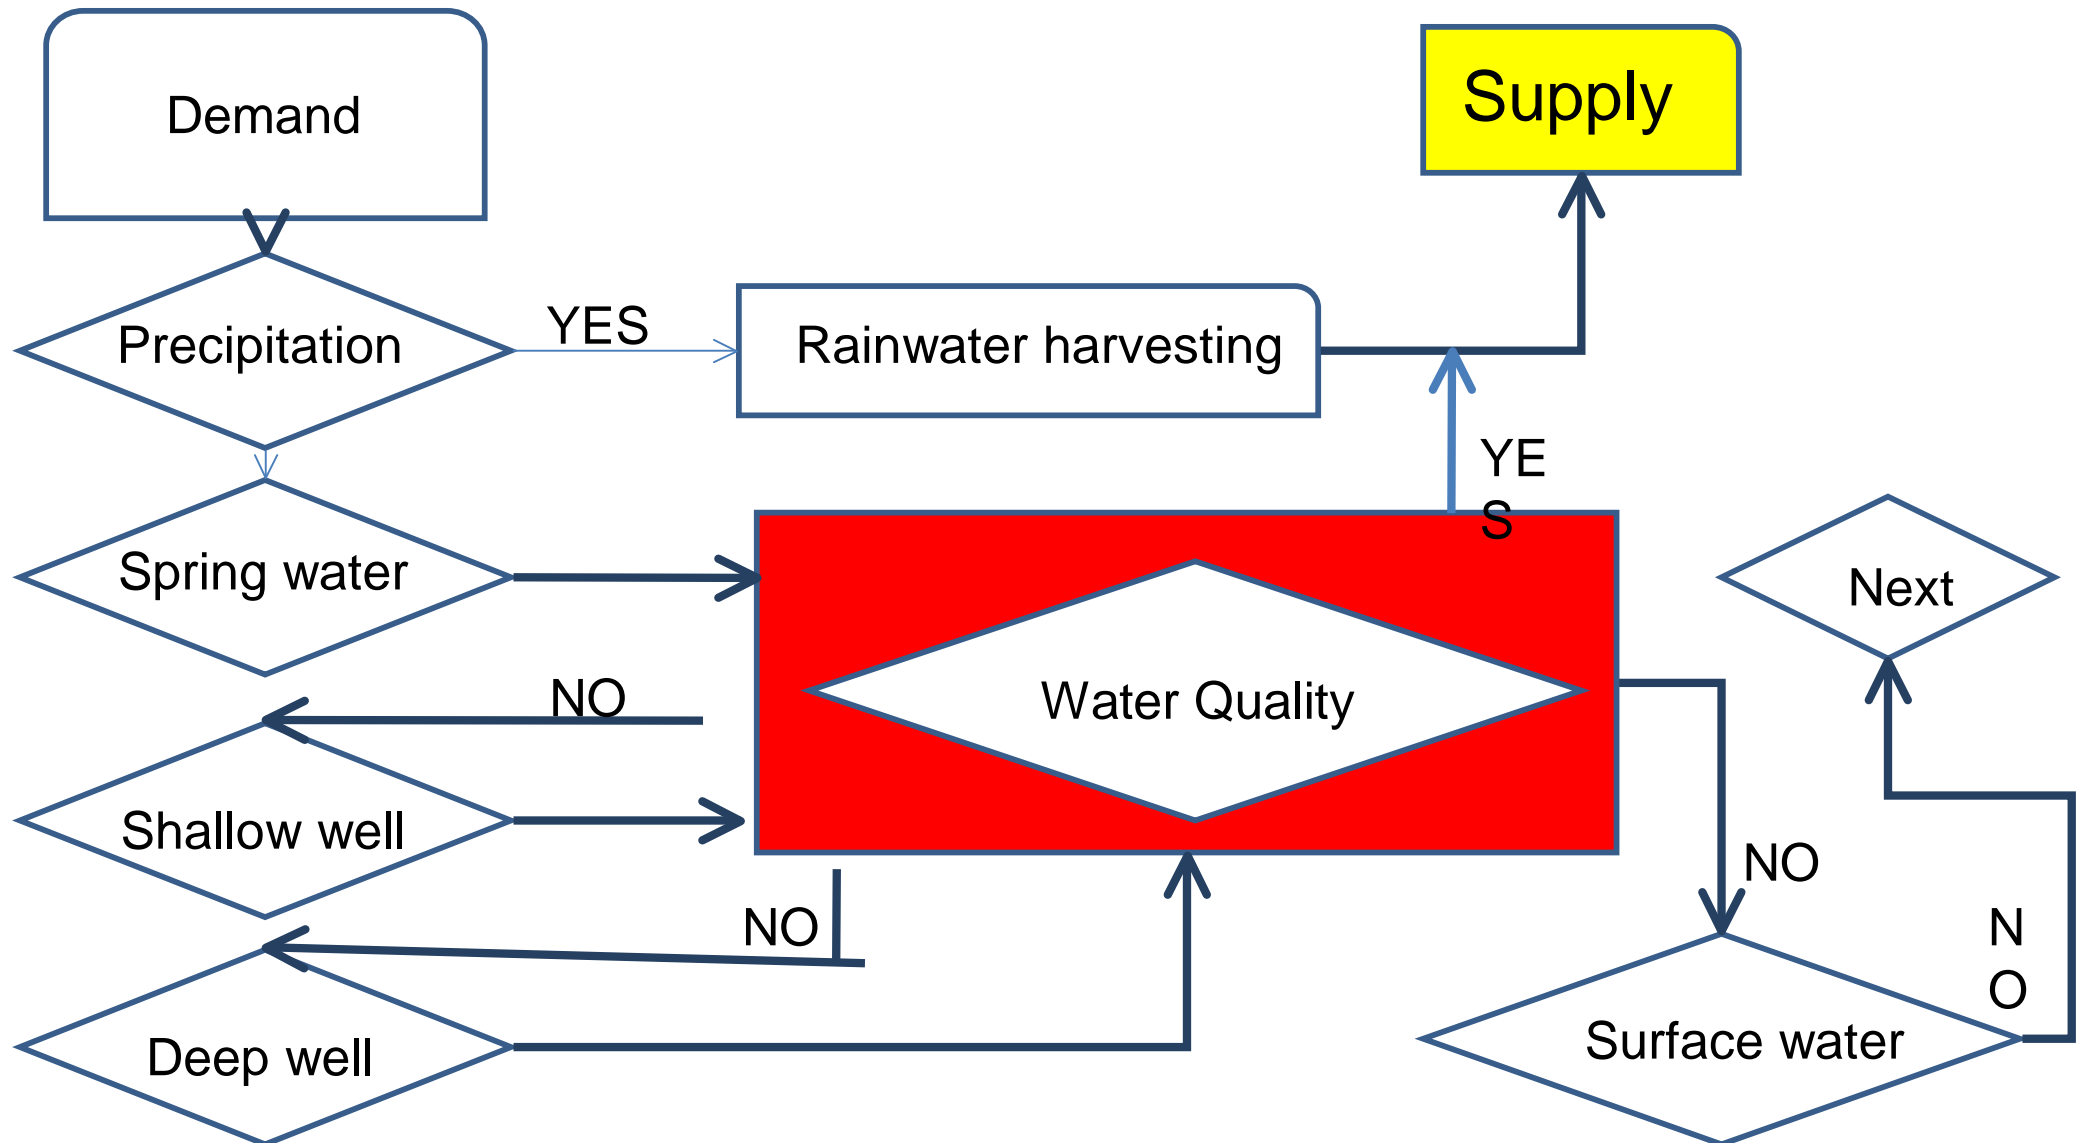 Demand
Supply
Precipitation
YES
Rainwater harvesting
YE
S
Spring water
Next
NO
Water Quality
Shallow well
NO
NO
N
O
Deep well
Surface water